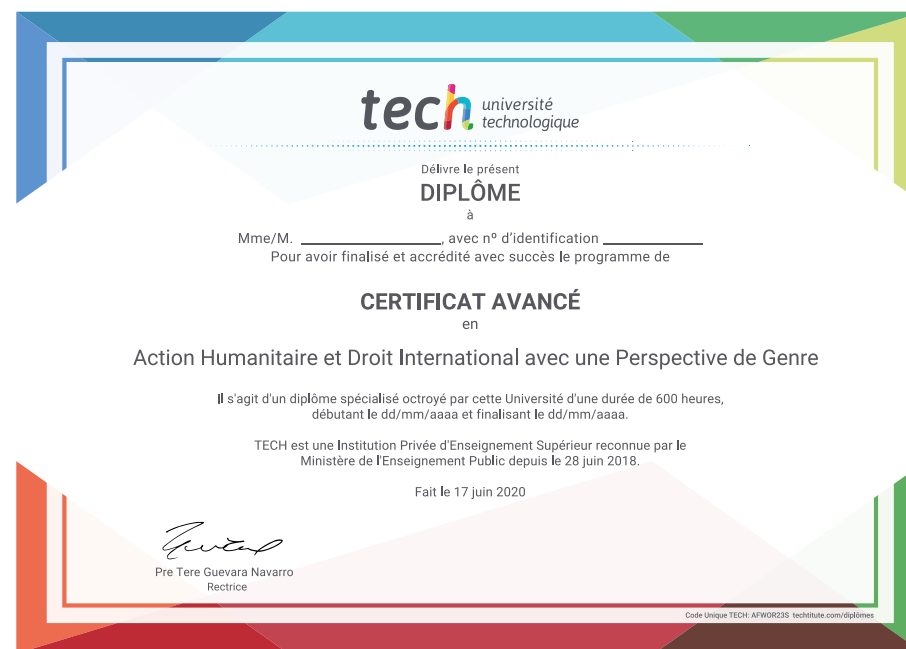 tech université
technologique
Délivre le présent
DIPLÔME
à
Mme/M. ____________________, avec nº d'identification ______________
Pour avoir finalisé et accrédité avec succès le programme de
CERTIFICAT AVANCÉ
en
Action Humanitaire et Droit International avec une Perspective de Genre
Il s'agit d'un diplôme spécialisé octroyé par cette Université d'une durée de 600 heures,
débutant le dd/mm/aaaa et finalisant le dd/mm/aaaa.
TECH est une Institution Privée d'Enseignement Supérieur reconnue par le
Ministère de l'Enseignement Public depuis le 28 juin 2018.
Fait le 17 juin 2020
Pre Tere Guevara Navarro
Rectrice
Code Unique TECH: AFWOR23S techtitute.com/diplômes